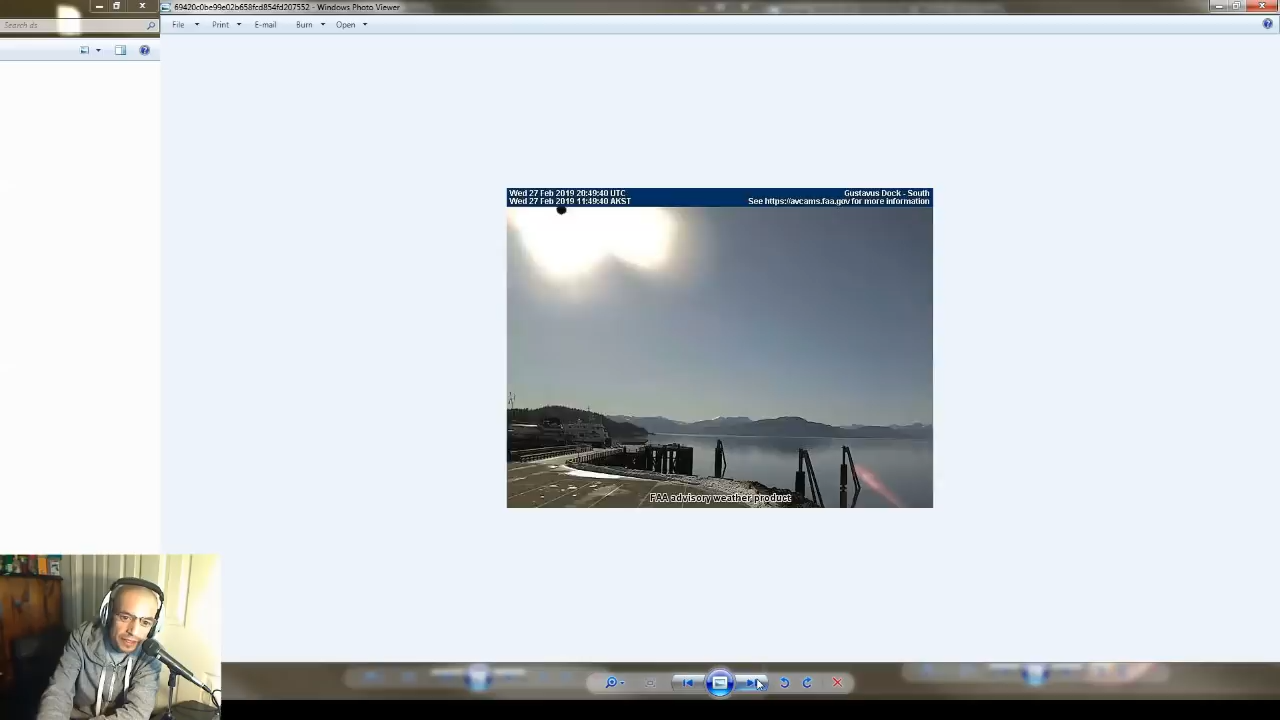 69420c0be99e02b658fcd854fd207552 - Windows Photo Viewer
Search ds
File Print E-mail Burn Open
Wed 27 Feb 2019 20:49:40 UTC
Gustavus Dock - South
Wed 27 Feb 2019 11:49:40 AKST
See https://avcams.faa.gov for more information
FAA advisory weather product